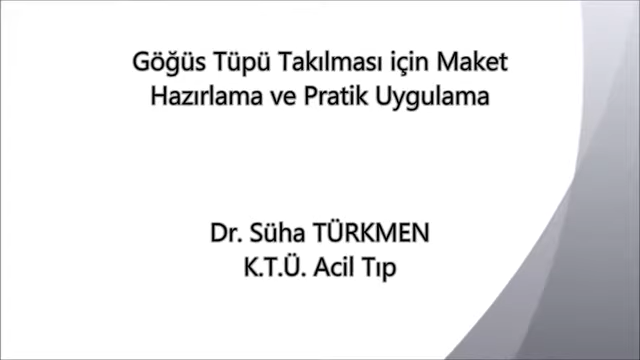 Göğüs Tüpü Takılması için Maket
Hazırlama ve Pratik Uygulama
Dr. Süha TÜRKMEN
K.T.Ü. Acil Tıp